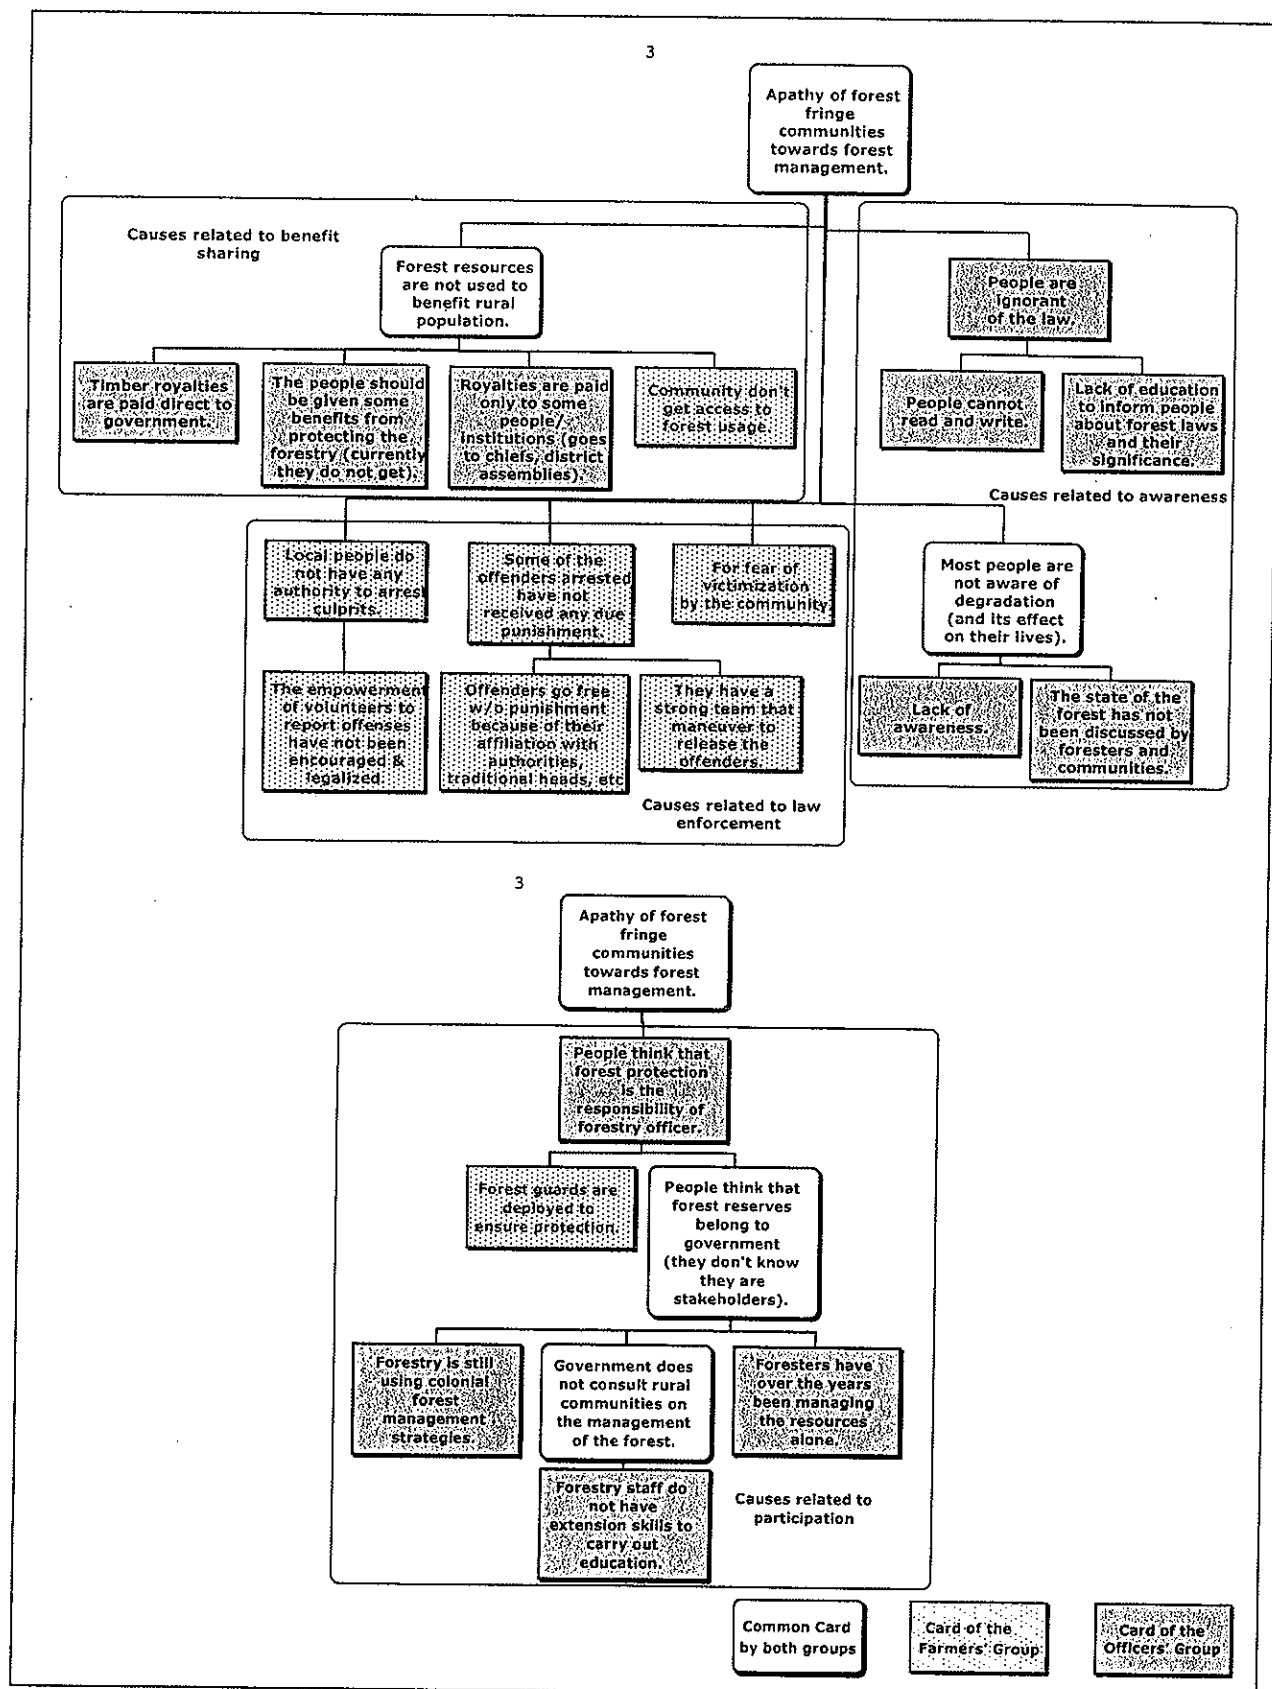 3
Apathy of forest
fringe
communities
towards forest
management.
Causes related to benefit
sharing
Forest resources
are not used to
benefit rural
population.
People are
ignorant
of the law.
Timber royalties
are paid direct to
government.
The people should
be given some
benefits from
protecting the
forestry (currently
they do not get).
Royalties are paid
only to some
people/
institutions (goes
to chiefs, district
assemblies).
Community don't
get access to
forest usage.
People cannot
read and write.
Lack of education
to inform people
about forest laws
and their
significance.
Causes related to awareness
Local people do
not have any
authority to arrest
culprits.
Some of the
offenders arrested
have not
received any due
punishment.
For fear of
victimization
by the community
Most people are
not aware of
degradation
(and its effect
on their lives).
The empowerment
of volunteers to
report offenses
have not been
encouraged &
legalized.
Offenders go free
w/o punishment
because of their
affiliation with
authorities,
traditional heads, etc
They have a
strong team that
maneuver to
release the
offenders.
Lack of
awareness.
The state of the
forest has not
been discussed by
foresters and
communities.
Causes related to law
enforcement
3
Apathy of forest
fringe
communities
towards forest
management.
People think that
forest protection
is the
responsibility of
forestry officer.
Forest guards are
deployed to
ensure protection.
People think that
forest reserves
belong to
government
(they don't know
they are
stakeholders).
Forestry is still
using colonial
forest
management
strategies.
Government does
not consult rural
communities on
the management
of the forest.
Foresters have
over the years
been managing
the resources
alone.
Forestry staff do
not have
extension skills to
carry out
education.
Causes related to
participation
Common Card
by both groups
Card of the
Farmers' Group
Card of the
Officers' Group